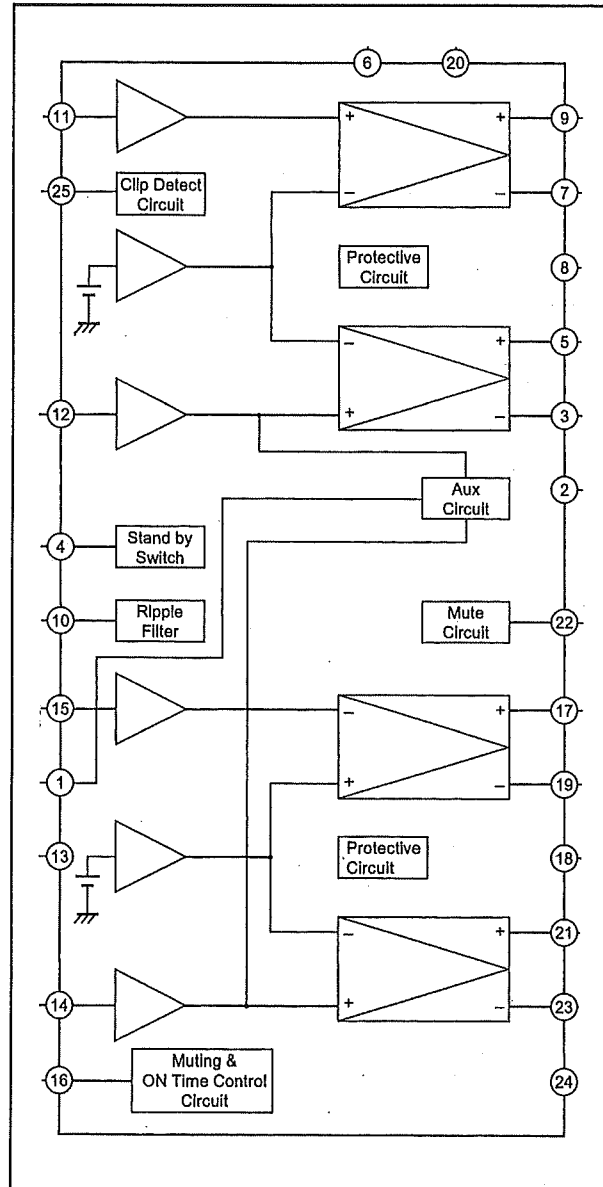 6 20
11 + + 9
25 Clip Detect
Circuit
− − 7
Protective
Circuit
8
− + 5
12 + − 3
Aux
Circuit
2
4 Stand by
Switch
10 Ripple
Filter
Mute
Circuit
22
15 − + 17
1 + − 19
13 Protective
Circuit
18
− + 21
14 + − 23
16 Muting &
ON Time Control
Circuit
24